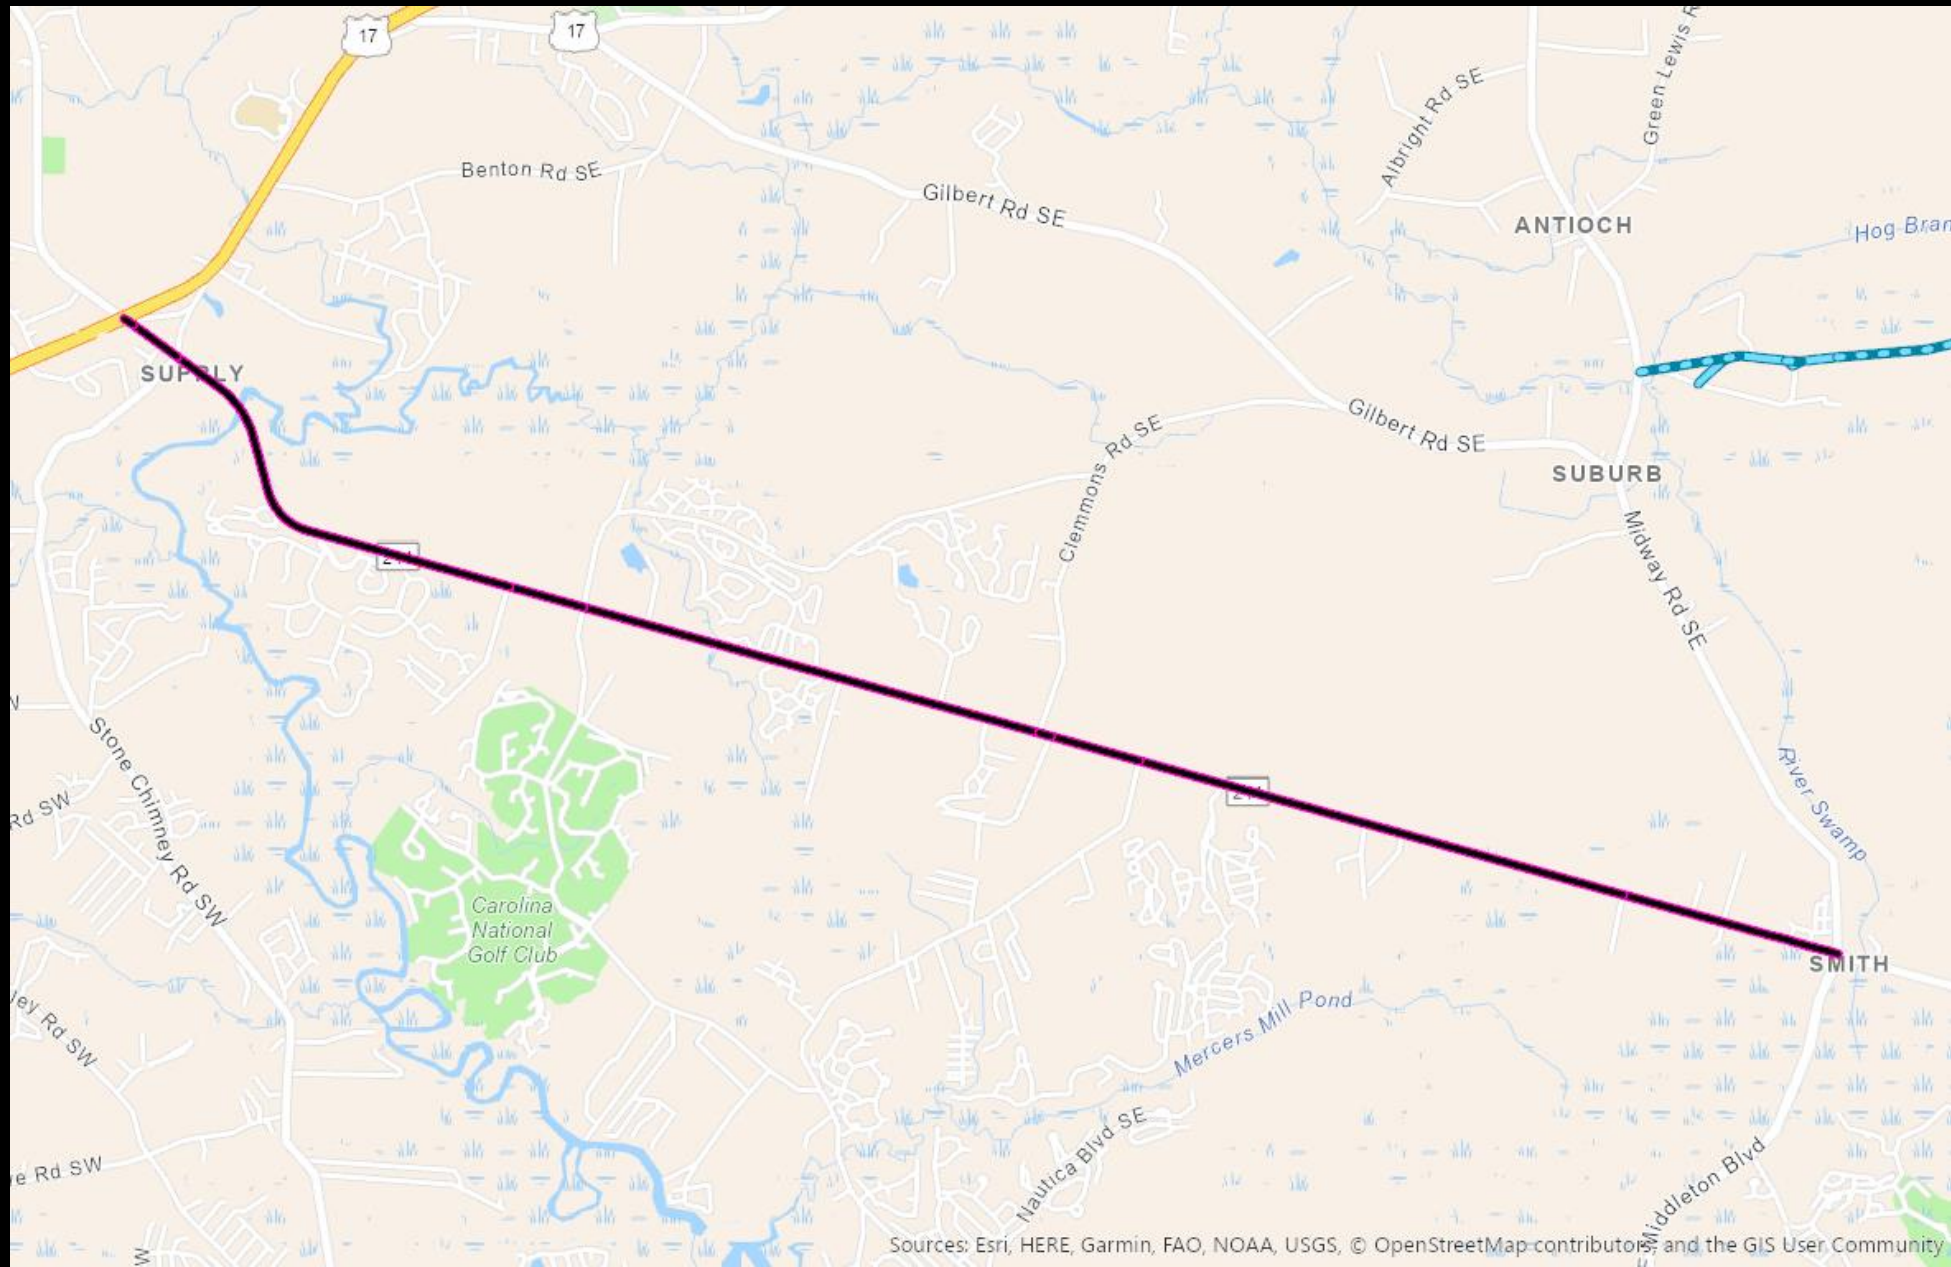 17
17
Green Lewis R
Albright Rd SE
Benton Rd SE
Gilbert Rd SE
ANTIOCH
Hog Bran
SUPPLY
Gilbert Rd SE
Clemmons Rd SE
SUBURB
Midway Rd SE
Stone Chimney Rd SW
River Swamp
Rd SW
Carolina
National
Golf Club
SMITH
ley Rd SW
Mercers Mill Pond
Nautica Blvd SE
e Rd SW
Middleton Blvd
W
Sources: Esri, HERE, Garmin, FAO, NOAA, USGS, © OpenStreetMap contributors, and the GIS User Community